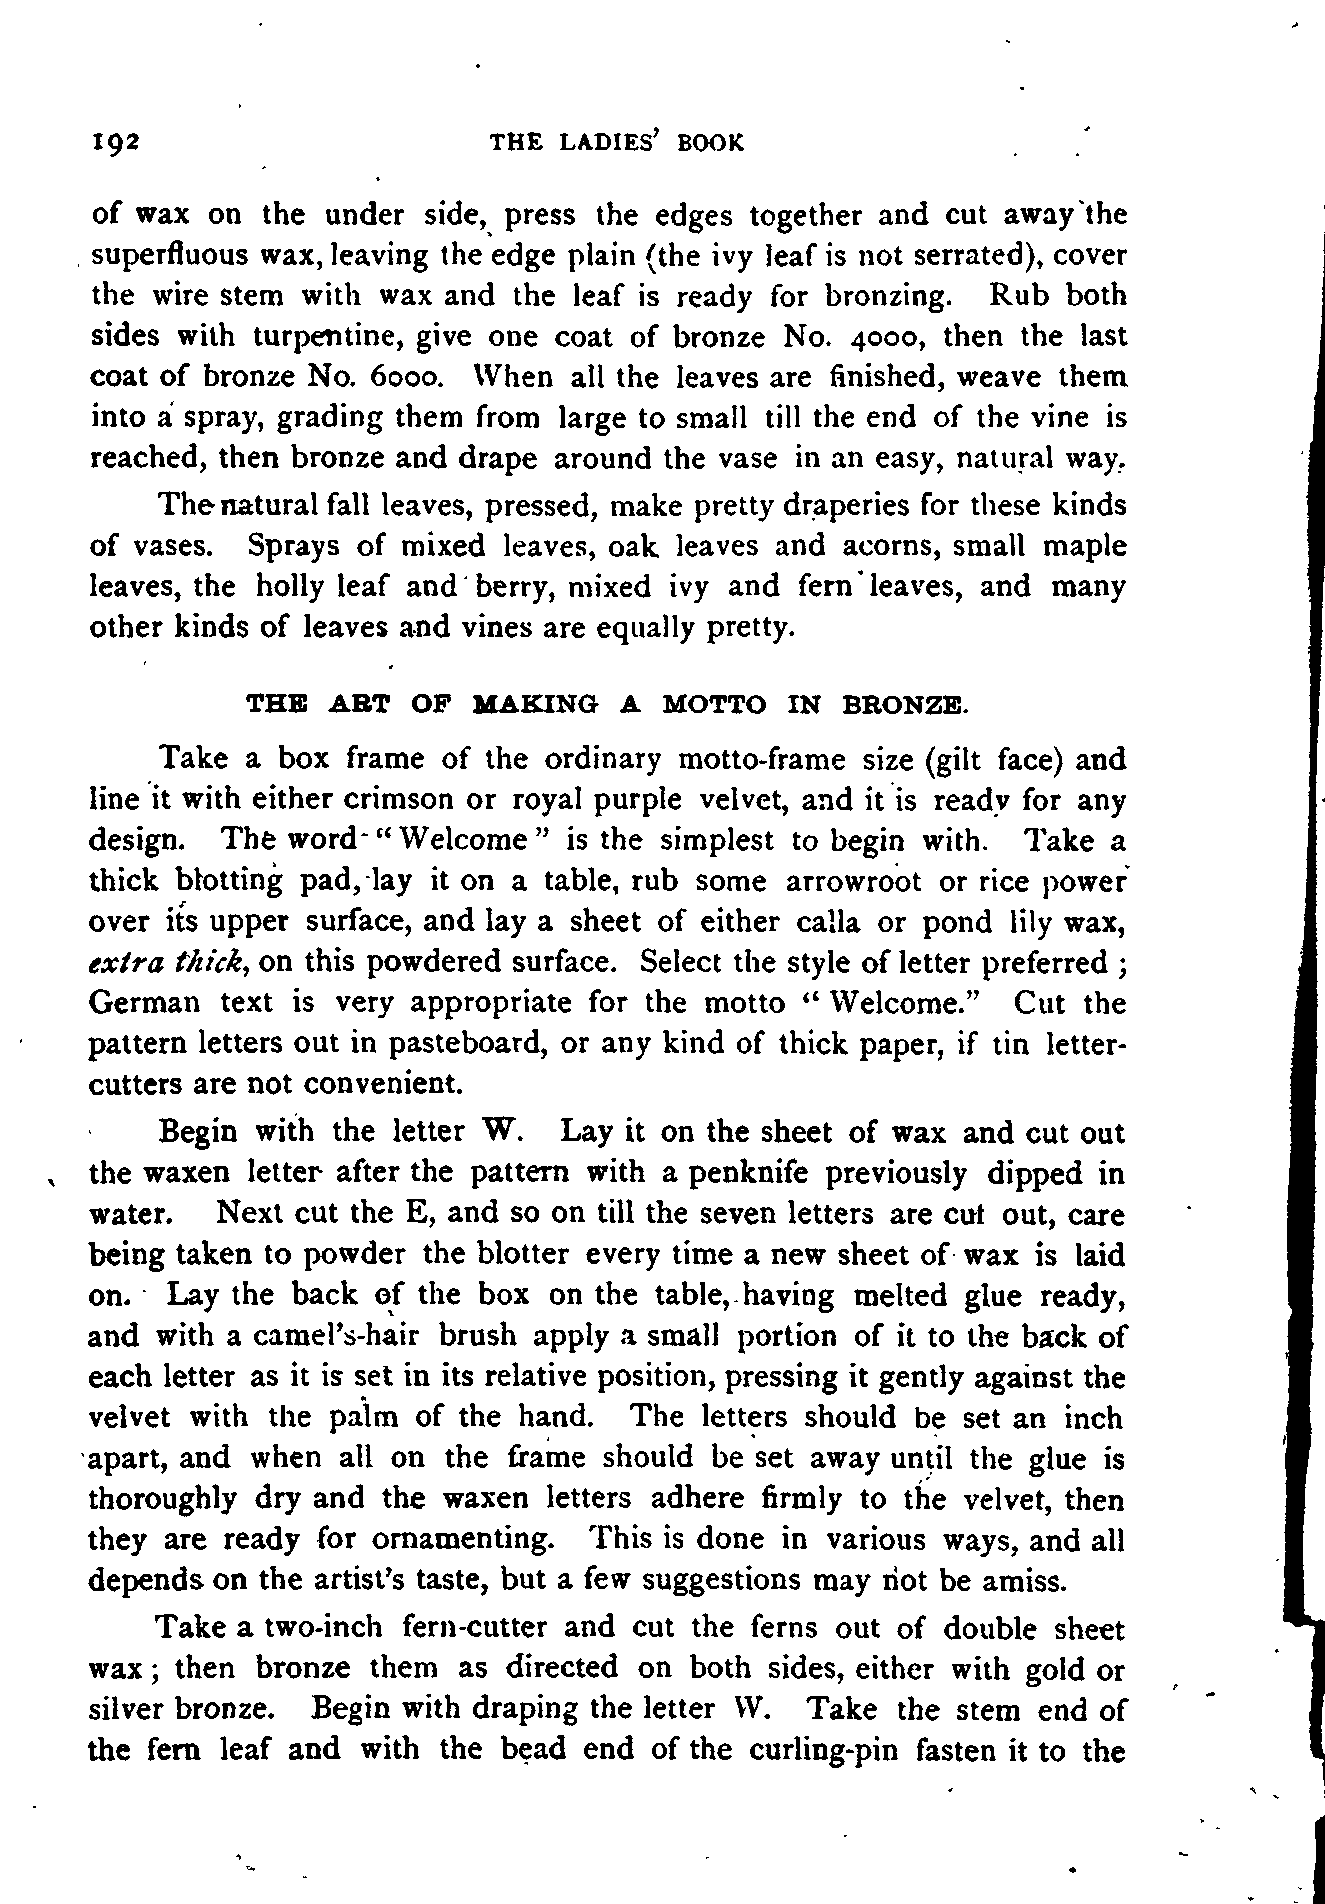 192 THE LADIES' BOOK
of wax on the under side, press the edges together and cut away the
superfluous wax, leaving the edge plain (the ivy leaf is not serrated), cover
the wire stem with wax and the leaf is ready for bronzing. Rub both
sides with turpentine, give one coat of bronze No. 4000, then the last
coat of bronze No. 6000. When all the leaves are finished, weave them
into a spray, grading them from large to small till the end of the vine is
reached, then bronze and drape around the vase in an easy, natural way.
The natural fall leaves, pressed, make pretty draperies for these kinds
of vases. Sprays of mixed leaves, oak leaves and acorns, small maple
leaves, the holly leaf and berry, mixed ivy and fern leaves, and many
other kinds of leaves and vines are equally pretty.
THE ART OF MAKING A MOTTO IN BRONZE.
Take a box frame of the ordinary motto-frame size (gilt face) and
line it with either crimson or royal purple velvet, and it is ready for any
design. The word "Welcome" is the simplest to begin with. Take a
thick blotting pad, lay it on a table, rub some arrowroot or rice power
over its upper surface, and lay a sheet of either calla or pond lily wax,
extra thick, on this powdered surface. Select the style of letter preferred;
German text is very appropriate for the motto "Welcome." Cut the
pattern letters out in pasteboard, or any kind of thick paper, if tin letter-
cutters are not convenient.
Begin with the letter W. Lay it on the sheet of wax and cut out
the waxen letter after the pattern with a penknife previously dipped in
water. Next cut the E, and so on till the seven letters are cut out, care
being taken to powder the blotter every time a new sheet of wax is laid
on. Lay the back of the box on the table, having melted glue ready,
and with a camel's-hair brush apply a small portion of it to the back of
each letter as it is set in its relative position, pressing it gently against the
velvet with the palm of the hand. The letters should be set an inch
apart, and when all on the frame should be set away until the glue is
thoroughly dry and the waxen letters adhere firmly to the velvet, then
they are ready for ornamenting. This is done in various ways, and all
depends on the artist's taste, but a few suggestions may not be amiss.
Take a two-inch fern-cutter and cut the ferns out of double sheet
wax; then bronze them as directed on both sides, either with gold or
silver bronze. Begin with draping the letter W. Take the stem end of
the fern leaf and with the bead end of the curling-pin fasten it to the